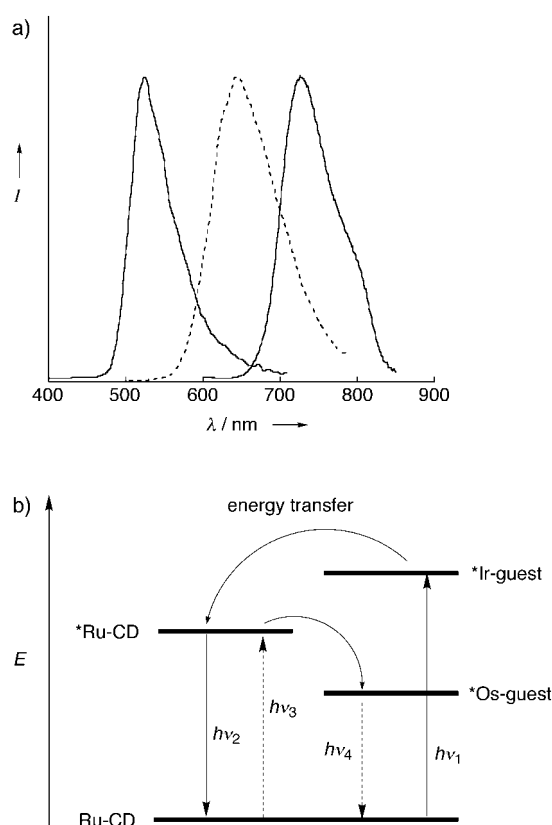 a)
I
400 500 600 700 800 900
λ / nm
b)
energy transfer
*Ir-guest
*Ru-CD
E
*Os-guest
hν3
hν2
hν4
hν1
Ru-CD